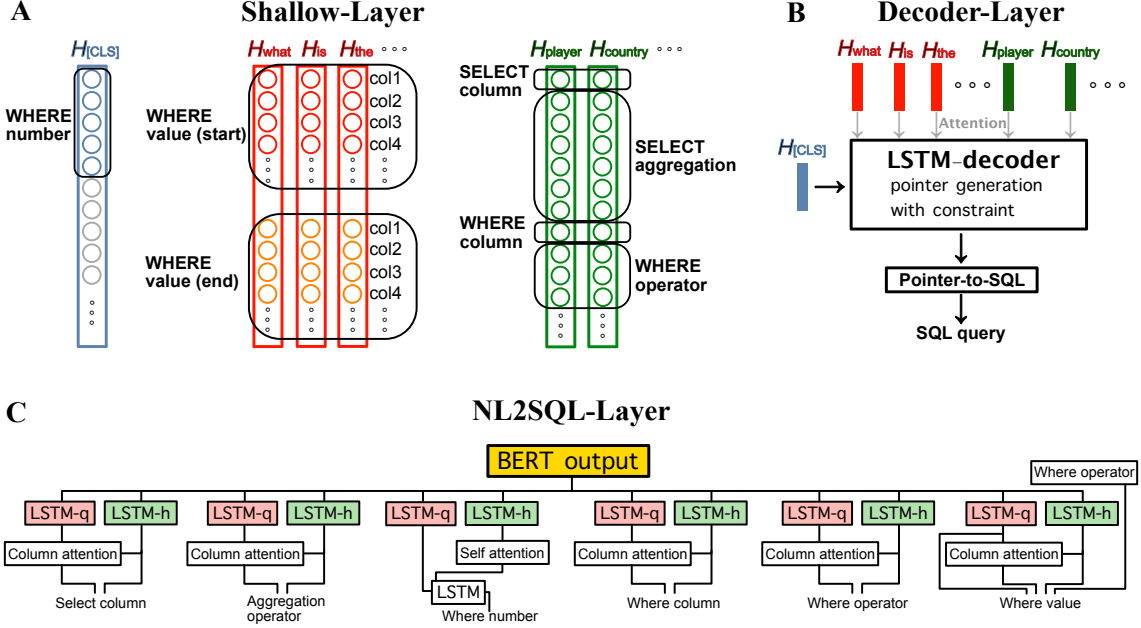 A
Shallow-Layer
H[CLS]
WHERE
number
Hwhat
His
Hthe
WHERE
value (start)
col1
col2
col3
col4
WHERE
value (end)
col1
col2
col3
col4
Hplayer
Hcountry
SELECT
column
SELECT
aggregation
WHERE
column
WHERE
operator
B
Decoder-Layer
Hwhat
His
Hthe
Hplayer
Hcountry
Attention
H[CLS]
LSTM-decoder
pointer generation
with constraint
Pointer-to-SQL
SQL query
C
NL2SQL-Layer
BERT output
Where operator
LSTM-q
LSTM-h
LSTM-q
LSTM-h
LSTM-q
LSTM-h
LSTM-q
LSTM-h
LSTM-q
LSTM-h
LSTM-q
LSTM-h
Column attention
Column attention
Self attention
Column attention
Column attention
Column attention
LSTM
Select column
Aggregation
operator
Where number
Where column
Where operator
Where value